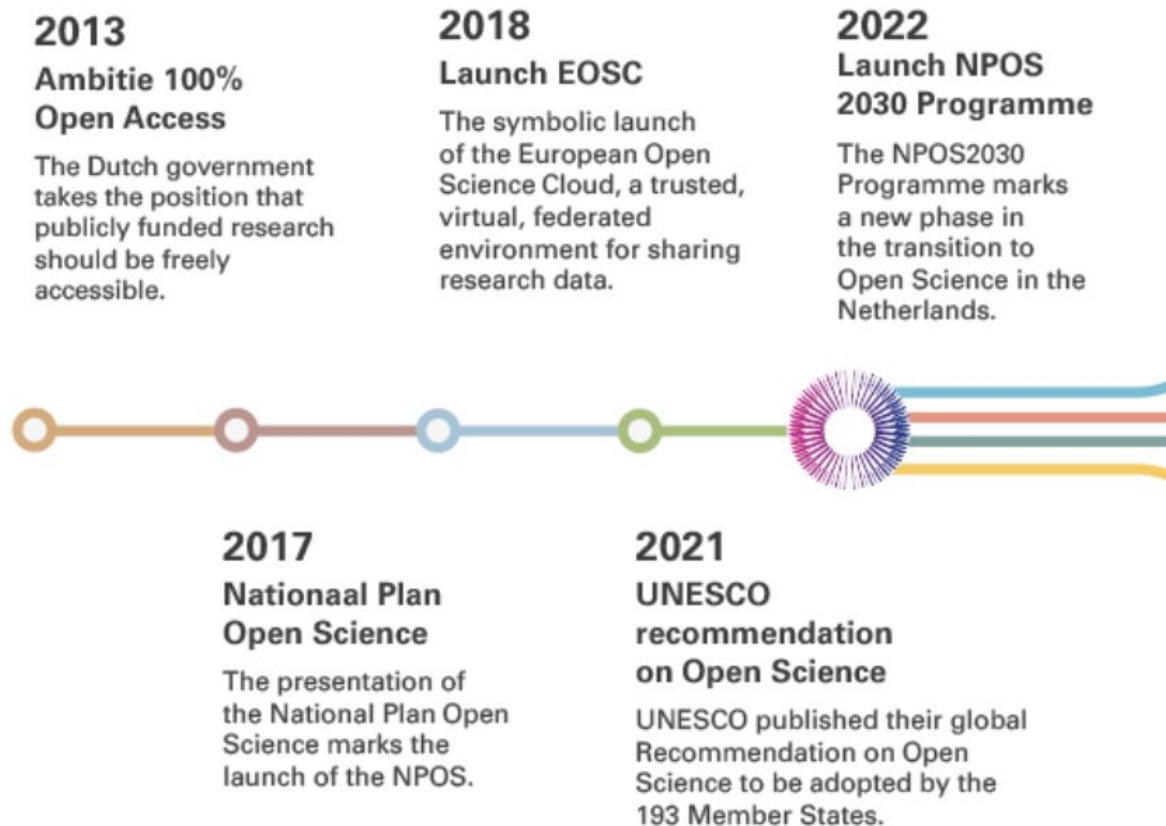 2013
Ambitie 100%
Open Access
The Dutch government
takes the position that
publicly funded research
should be freely
accessible.
2018
Launch EOSC
The symbolic launch
of the European Open
Science Cloud, a trusted,
virtual, federated
environment for sharing
research data.
2022
Launch NPOS
2030 Programme
The NPOS2030
Programme marks
a new phase in
the transition to
Open Science in the
Netherlands.
2017
Nationaal Plan
Open Science
The presentation of
the National Plan Open
Science marks the
launch of the NPOS.
2021
UNESCO
recommendation
on Open Science
UNESCO published their global
Recommendation on Open
Science to be adopted by the
193 Member States.